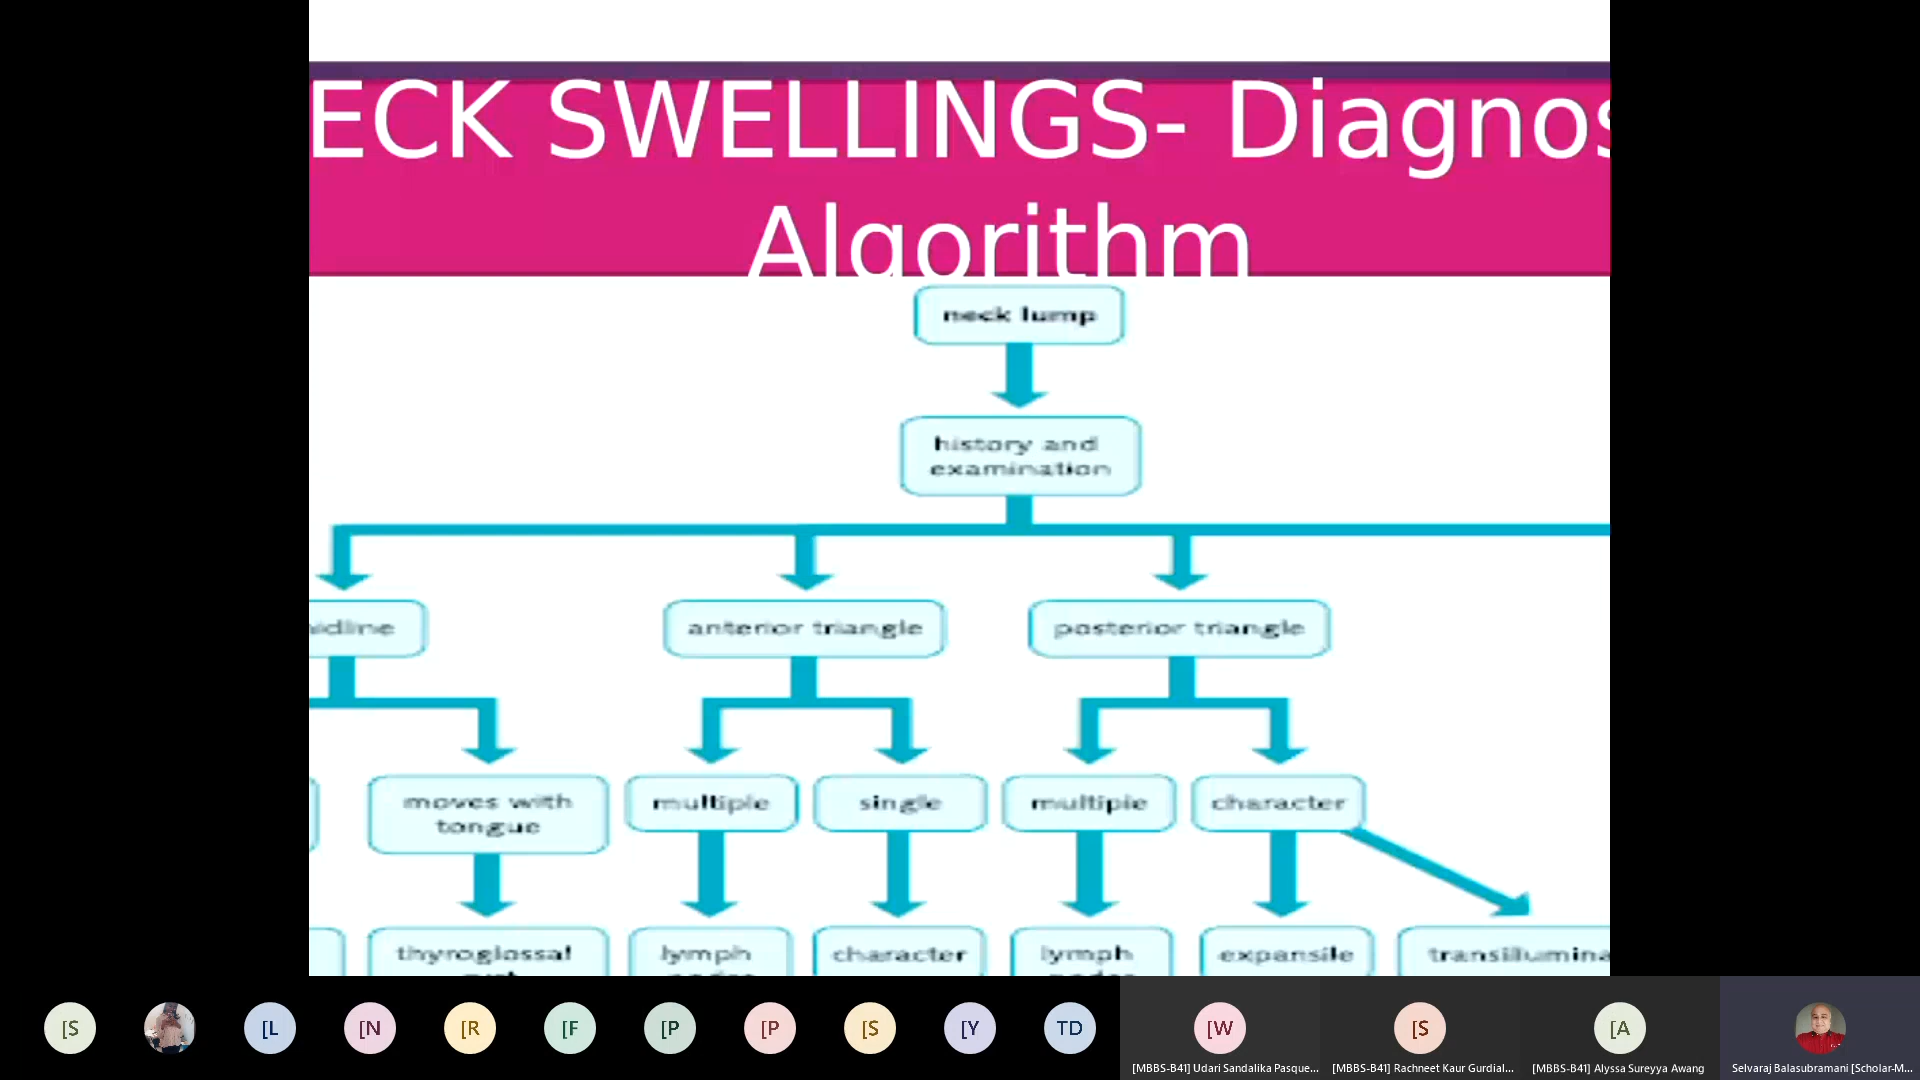 ECK SWELLINGS- Diagnos
Algorithm
neck lump
history and
examination
idline
anterior triangle
posterior triangle
moves with
tongue
multiple
single
multiple
character
thyroglossal
lymph
character
lymph
expansile
transillumina
[S
[L
[N
[R
[F
[P
[P
[S
[Y
TD
[W
[S
[A
[MBBS-B41] Udari Sandalika Pasque...
[MBBS-B41] Rachneet Kaur Gurdial...
[MBBS-B41] Alyssa Sureyya Awang
Selvaraj Balasubramani [Scholar-M...